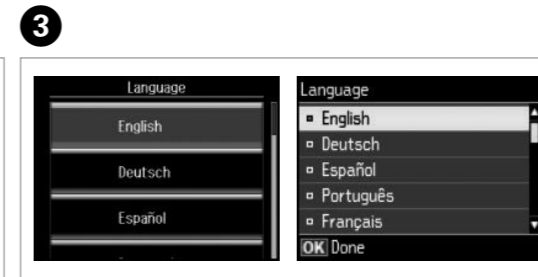 3
Language
English
Deutsch
Español
Language
English
Deutsch
Español
Português
Français
OK Done